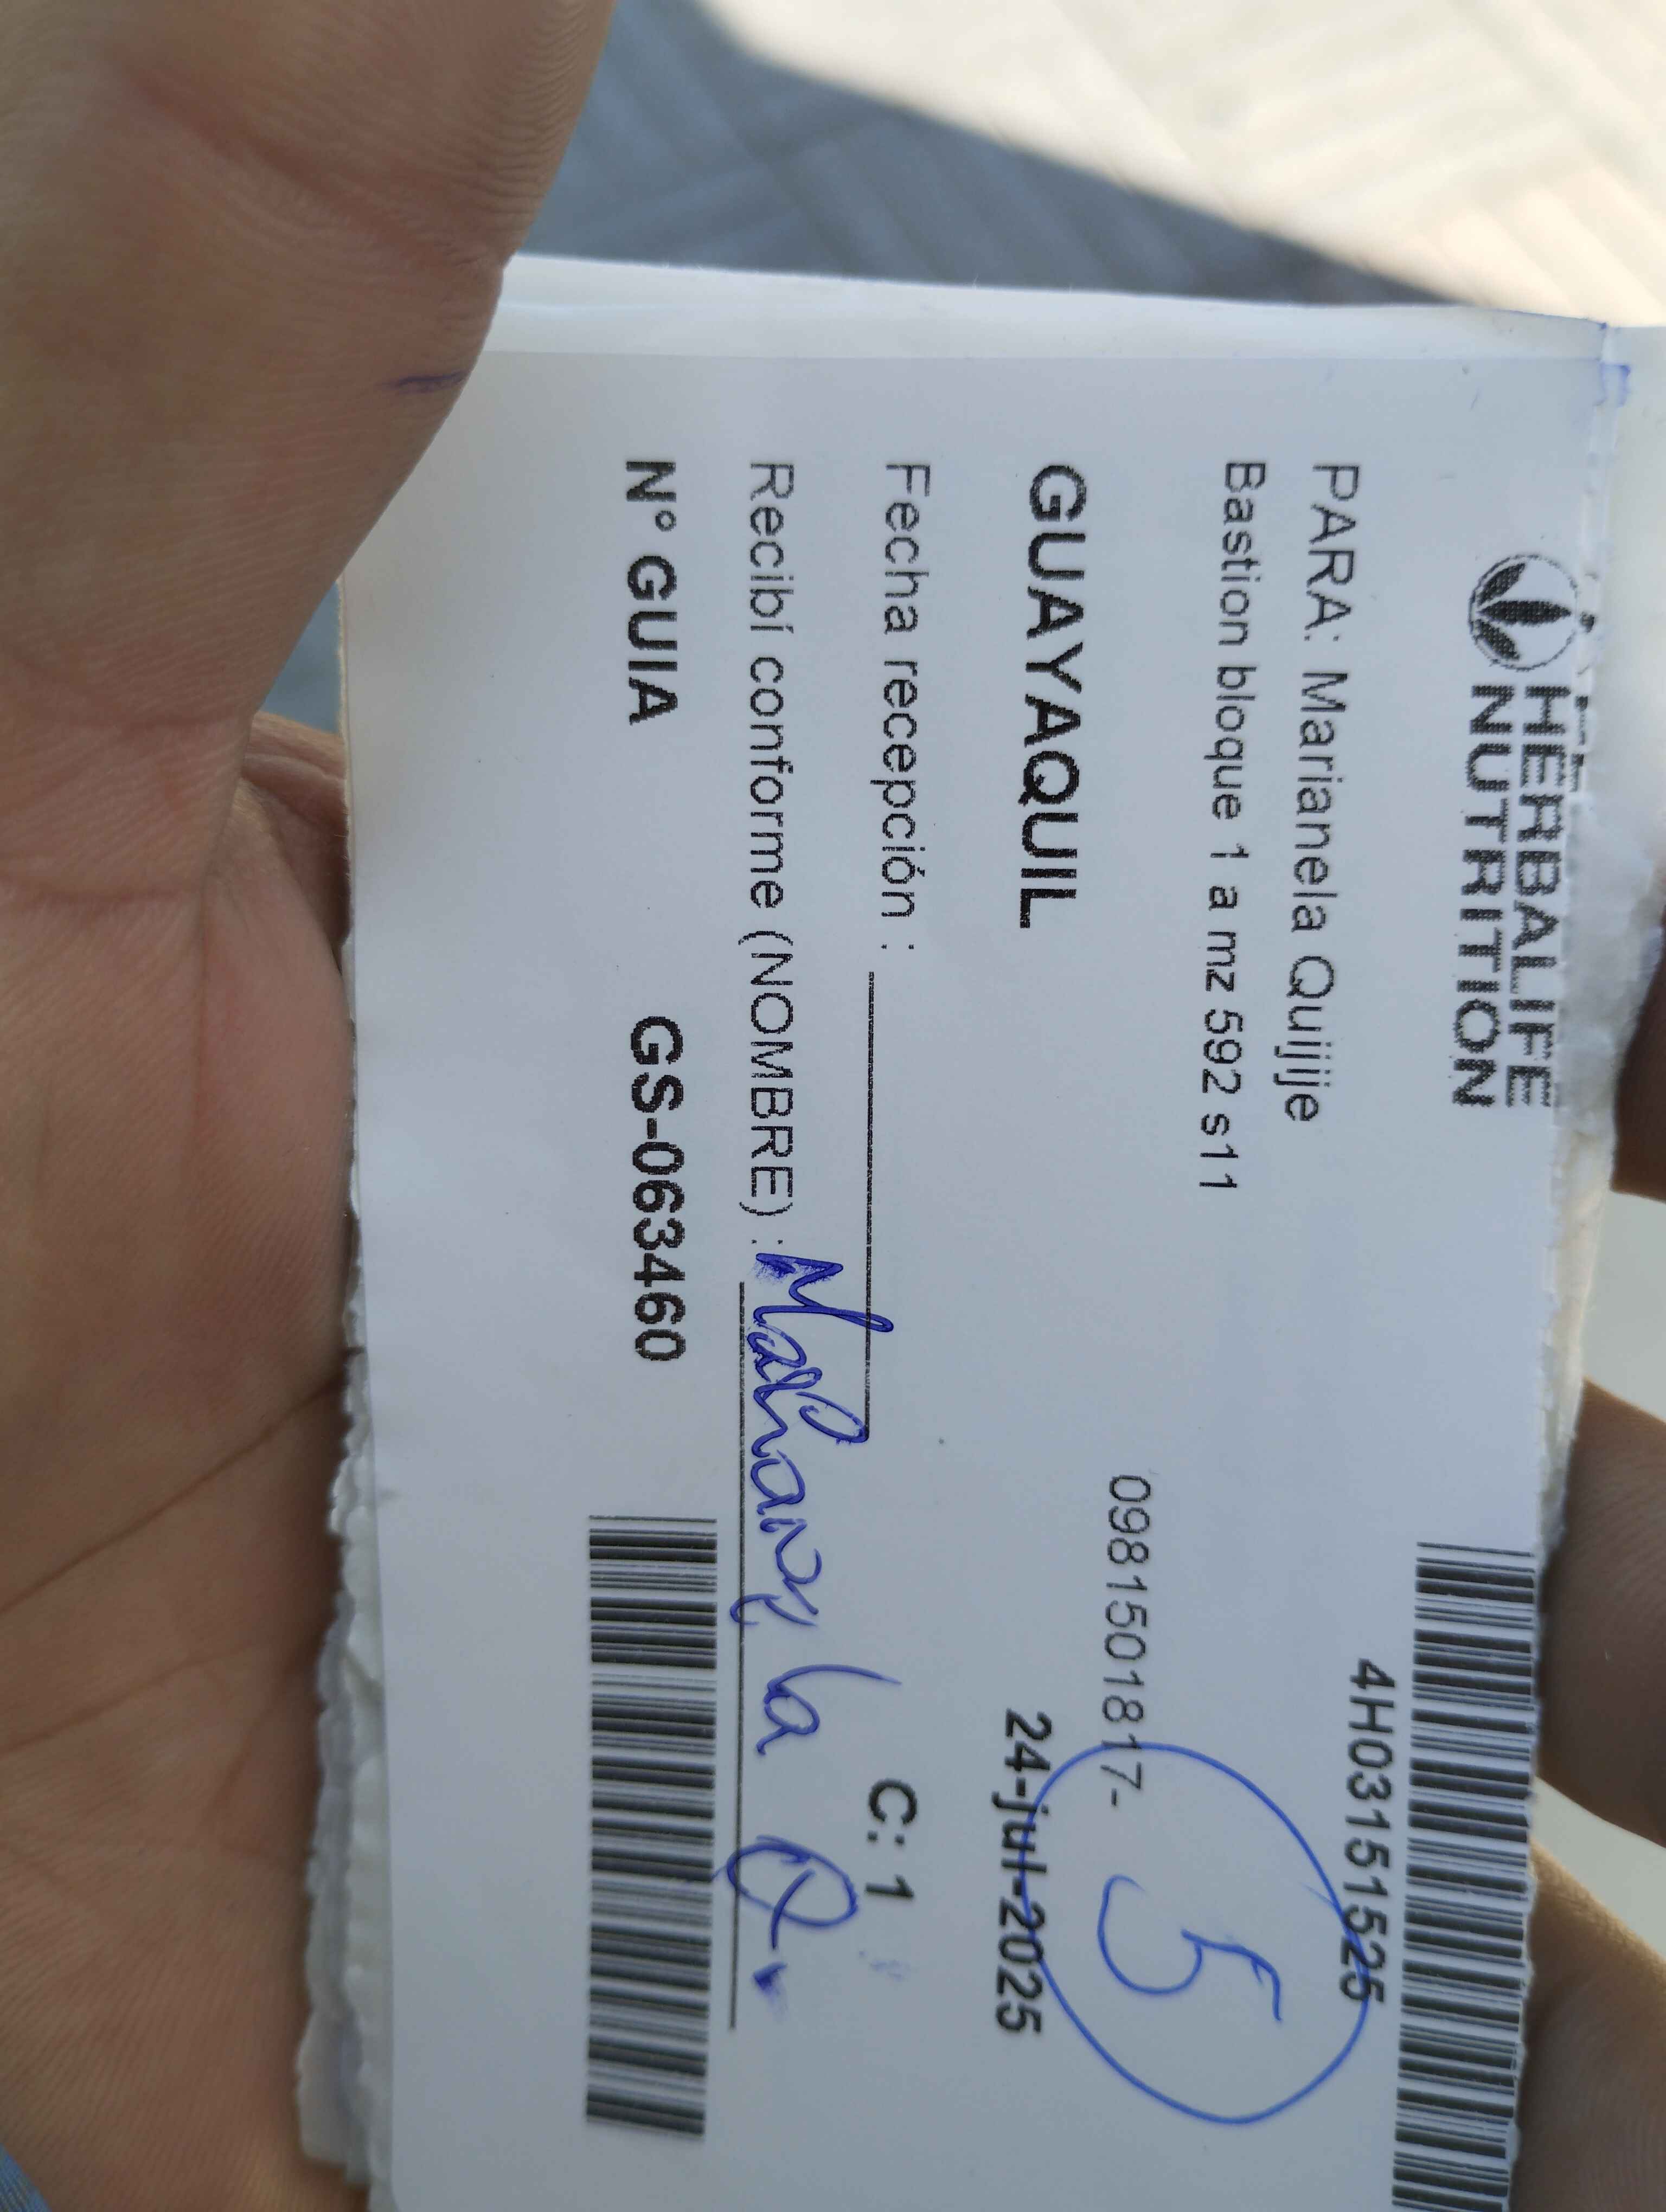 HERBALIFE
NUTRITION
4H03151525
PARA: Marianela Quijije
Bastion bloque 1 a mz 592 s11
0981501817-
5
GUAYAQUIL
24-jul-2025
Fecha recepción :
C: 1
Recibí conforme (NOMBRE) : Marianela Q.
N° GUIA GS-063460